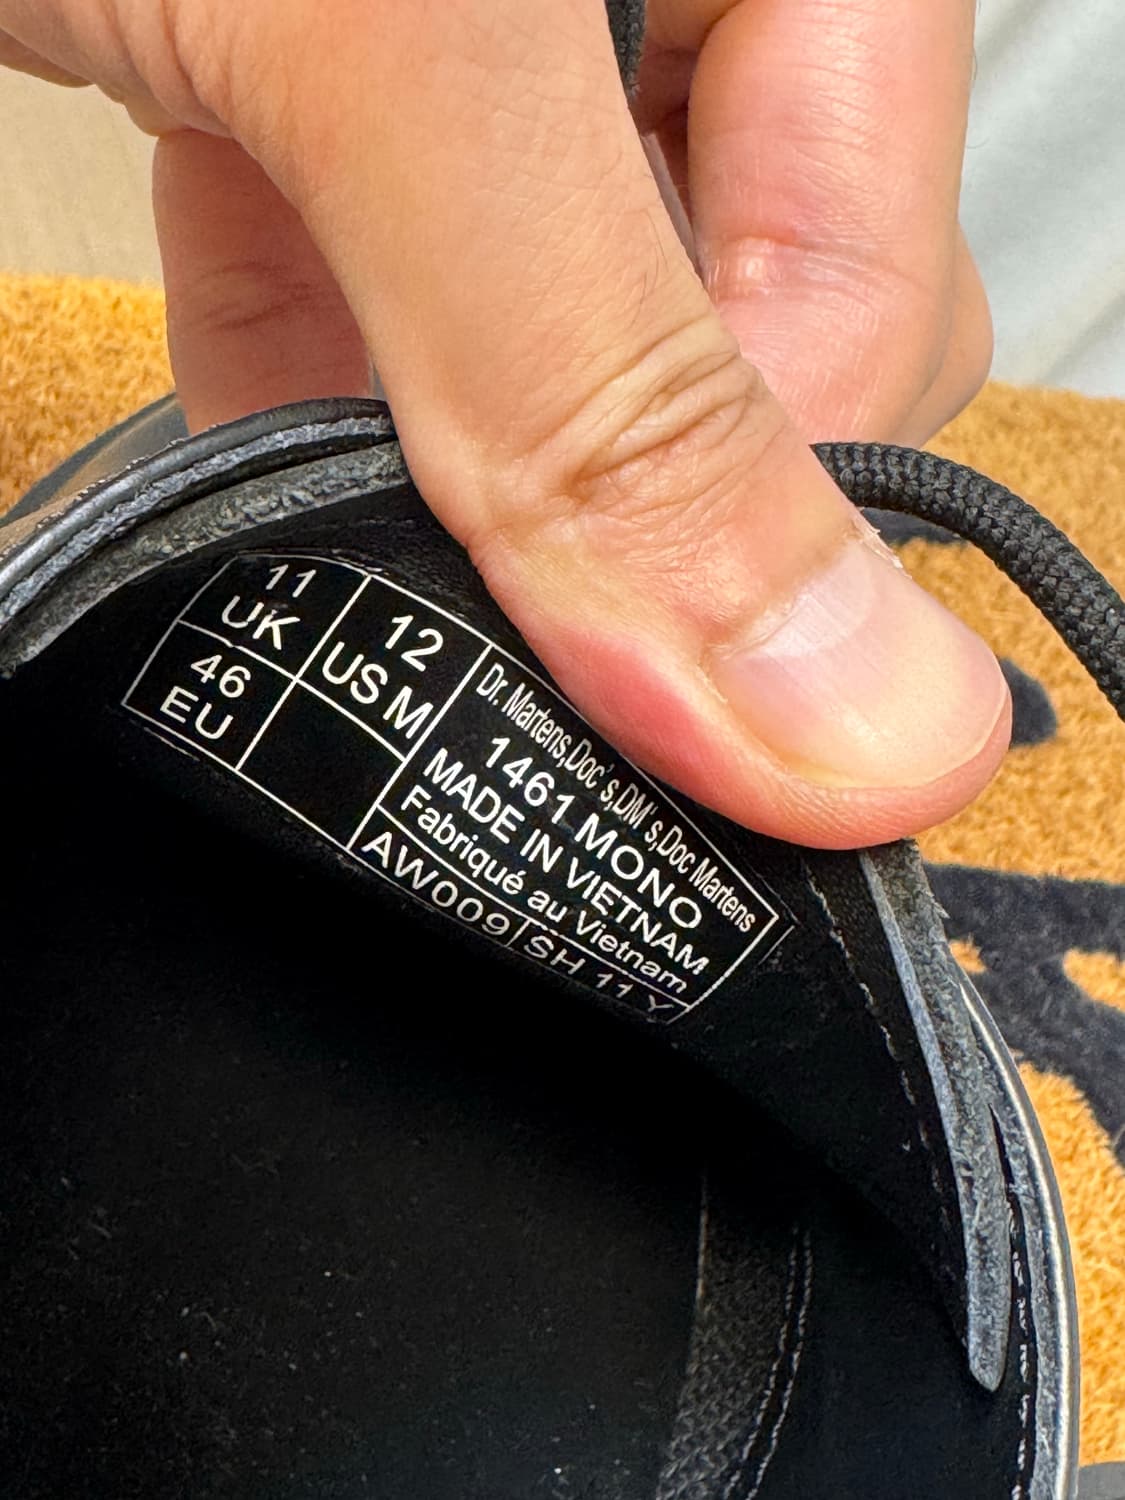 11
UK
12
US M
46
EU
Dr. Martens,Doc's,DM's,Doc Martens
1461 MONO
MADE IN VIETNAM
Fabriqué au Vietnam
AW009 SH 11 Y